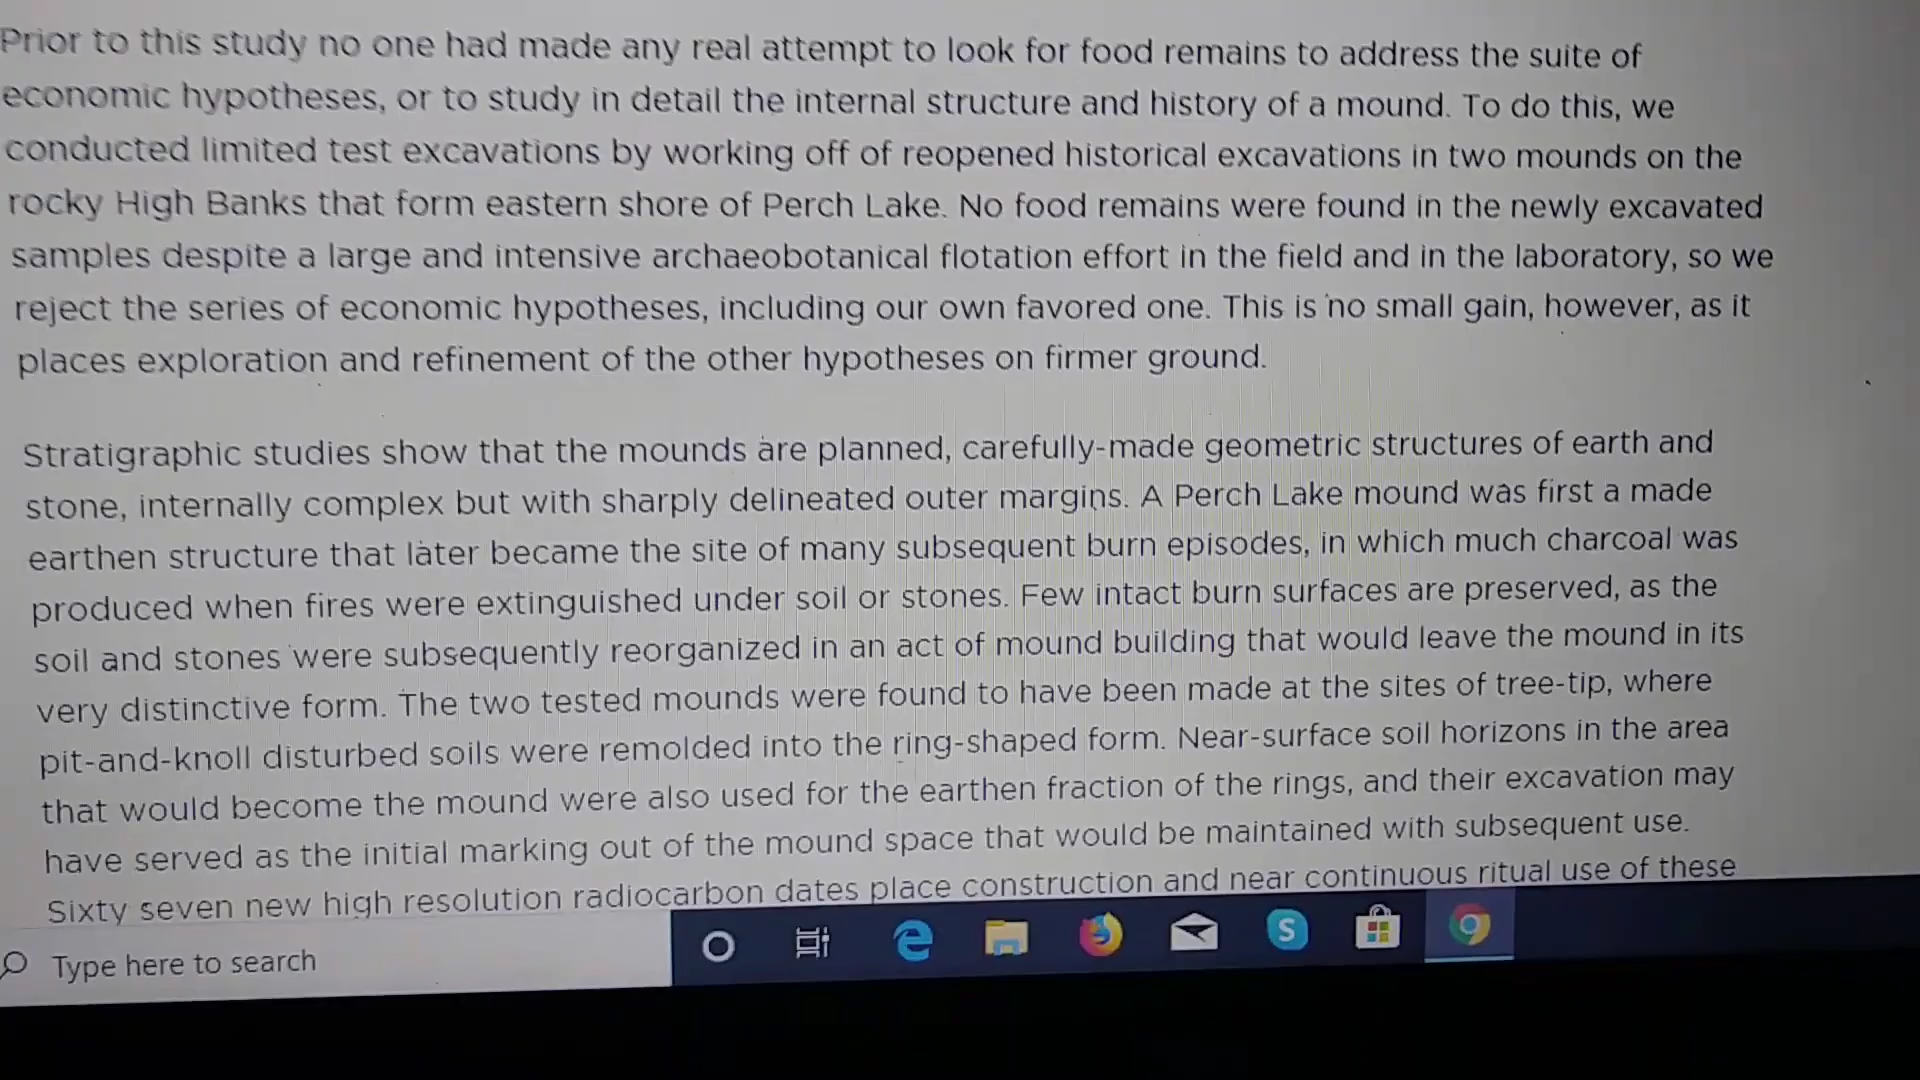 Prior to this study no one had made any real attempt to look for food remains to address the suite of
economic hypotheses, or to study in detail the internal structure and history of a mound. To do this, we
conducted limited test excavations by working off of reopened historical excavations in two mounds on the
rocky High Banks that form eastern shore of Perch Lake. No food remains were found in the newly excavated
samples despite a large and intensive archaeobotanical flotation effort in the field and in the laboratory, so we
reject the series of economic hypotheses, including our own favored one. This is no small gain, however, as it
places exploration and refinement of the other hypotheses on firmer ground.
Stratigraphic studies show that the mounds are planned, carefully-made geometric structures of earth and
stone, internally complex but with sharply delineated outer margins. A Perch Lake mound was first a made
earthen structure that later became the site of many subsequent burn episodes, in which much charcoal was
produced when fires were extinguished under soil or stones. Few intact burn surfaces are preserved, as the
soil and stones were subsequently reorganized in an act of mound building that would leave the mound in its
very distinctive form. The two tested mounds were found to have been made at the sites of tree-tip, where
pit-and-knoll disturbed soils were remolded into the ring-shaped form. Near-surface soil horizons in the area
that would become the mound were also used for the earthen fraction of the rings, and their excavation may
have served as the initial marking out of the mound space that would be maintained with subsequent use.
Sixty seven new high resolution radiocarbon dates place construction and near continuous ritual use of these
Type here to search
S